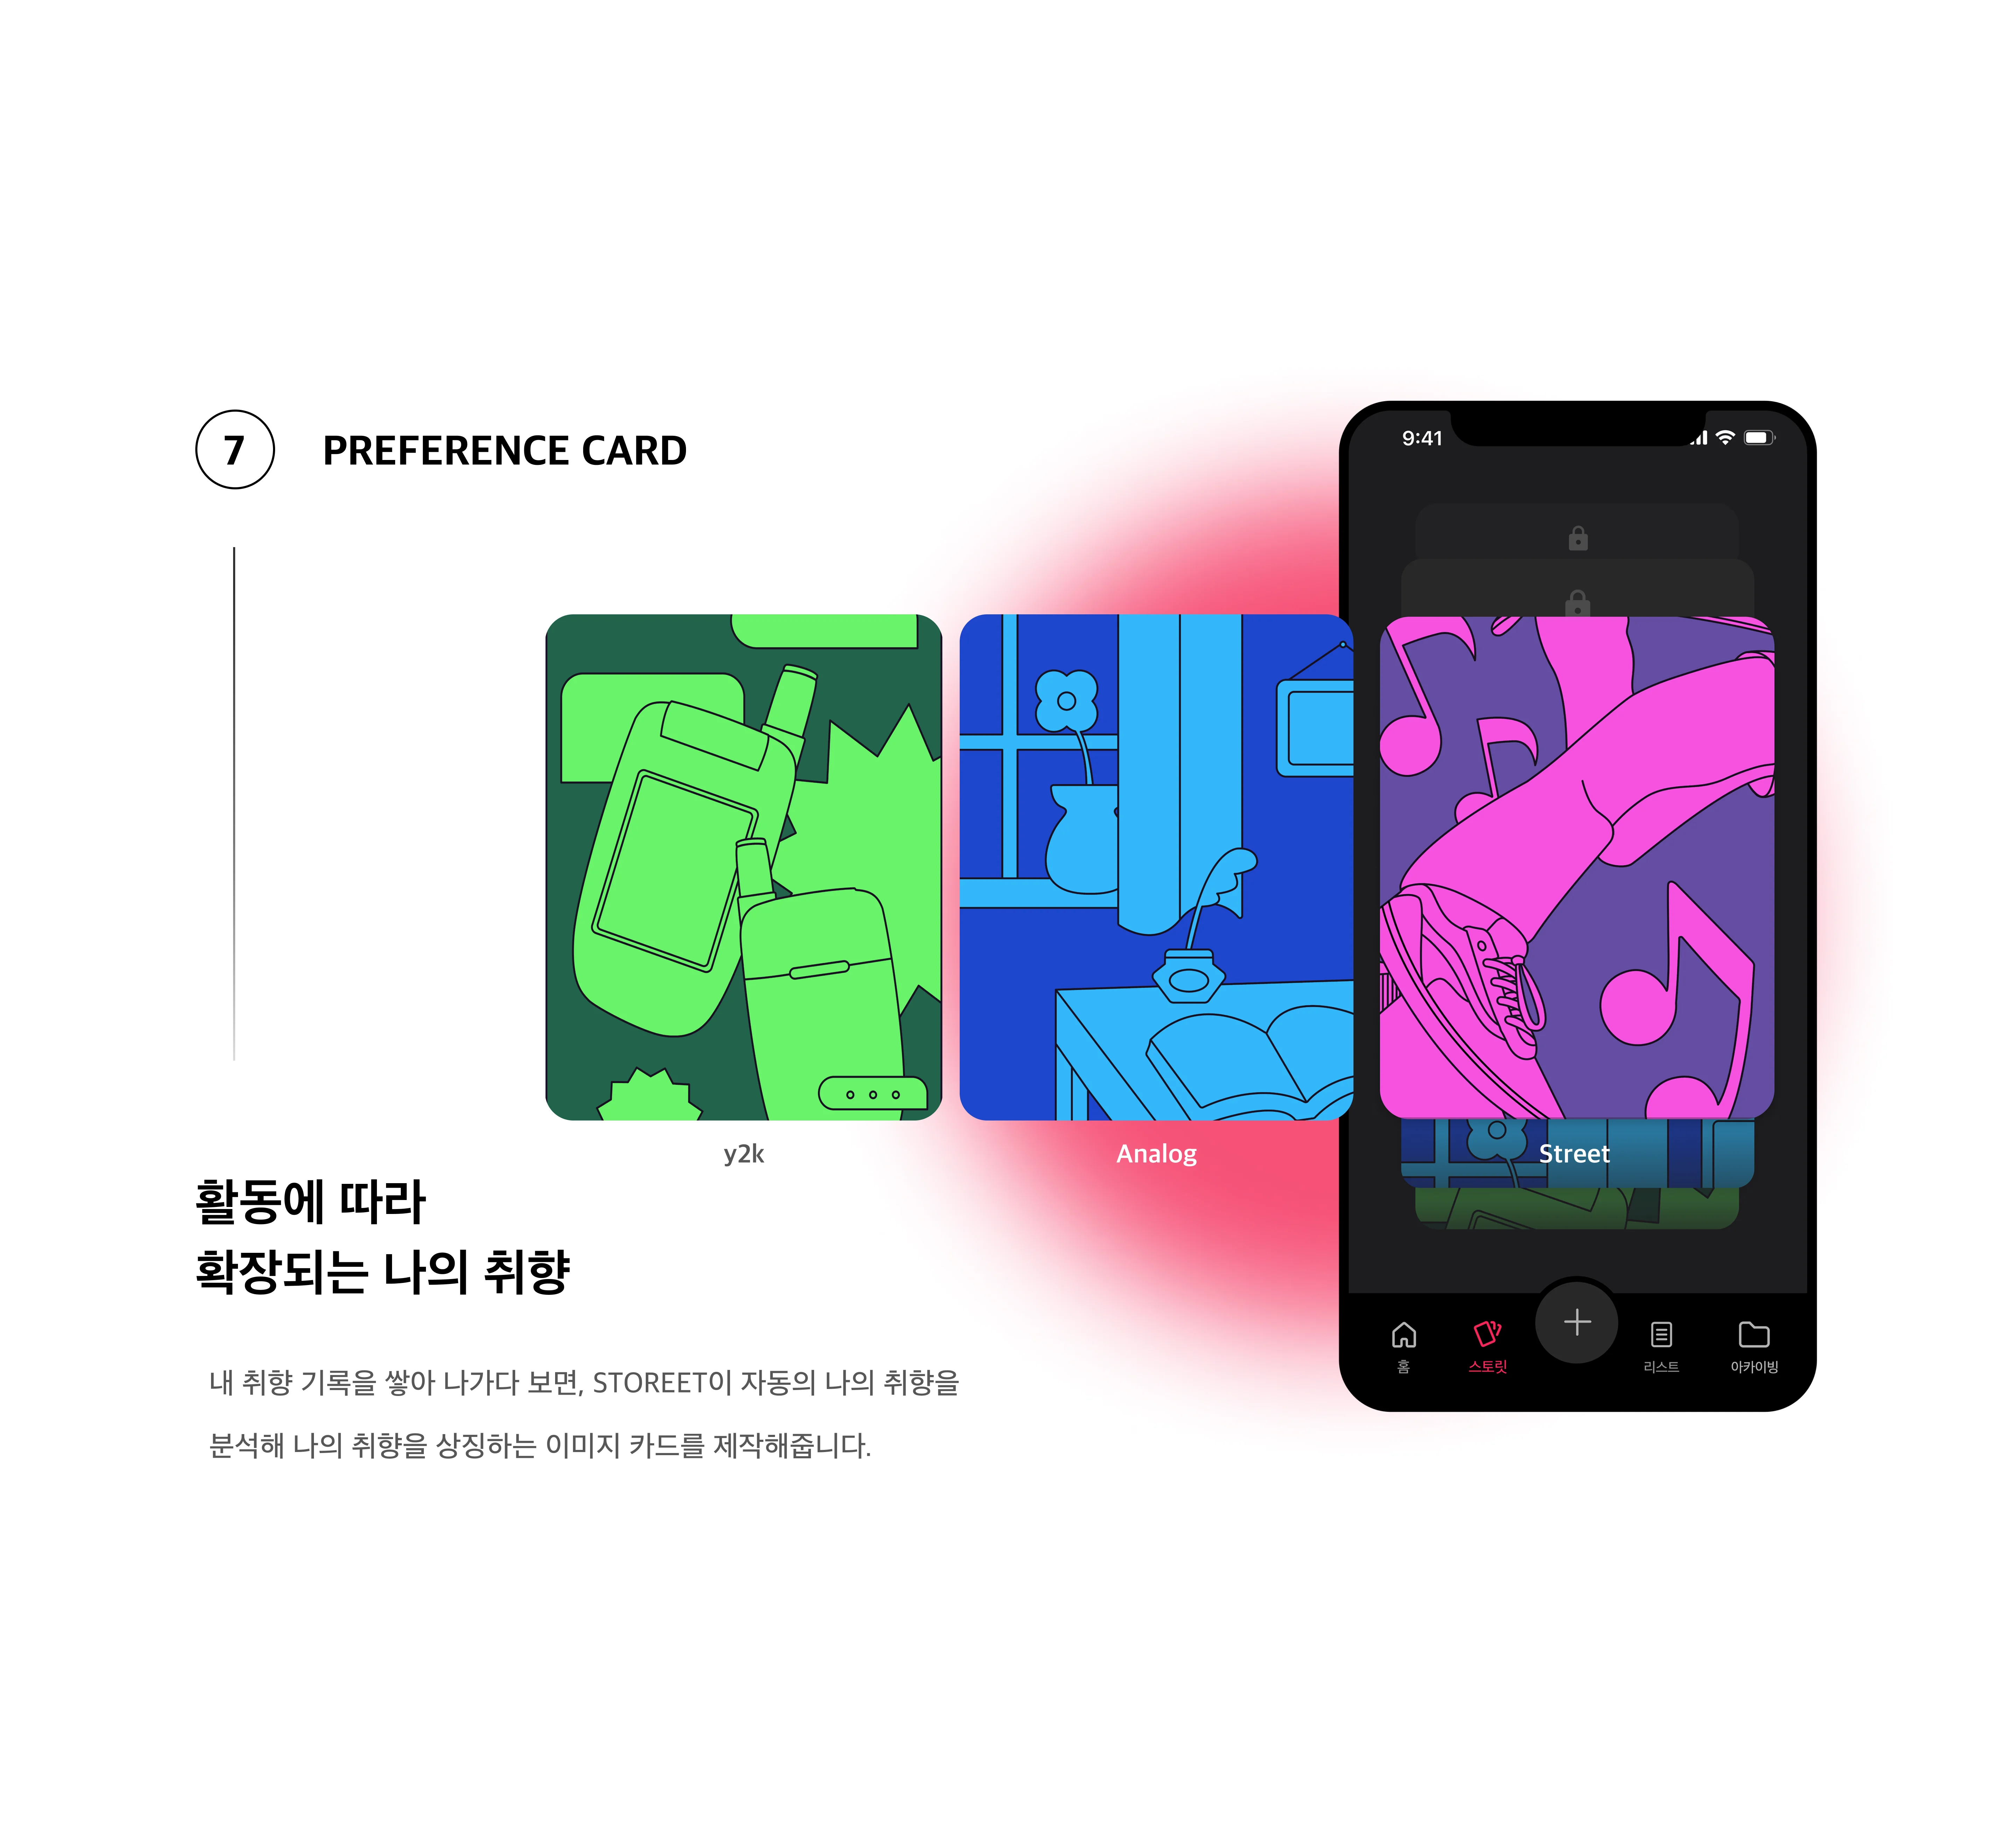 7
PREFERENCE CARD
9:41
y2k
Analog
Street
활동에 따라
확장되는 나의 취향
내 취향 기록을 쌓아 나가다 보면, STOREET이 자동의 나의 취향을
분석해 나의 취향을 상징하는 이미지 카드를 제작해줍니다.
홈
스토릿
리스트
아카이빙